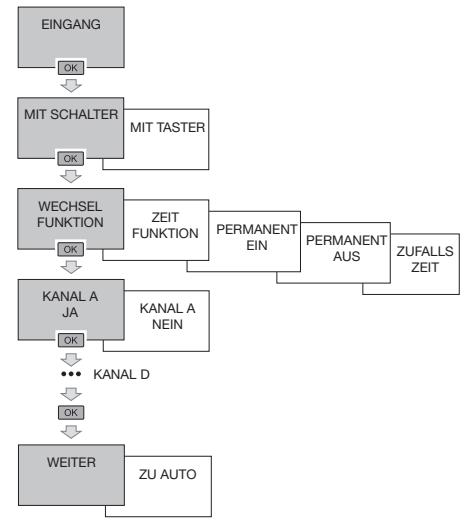 EINGANG
OK
MIT SCHALTER
MIT TASTER
OK
WECHSEL
FUNKTION
ZEIT
FUNKTION
PERMANENT
EIN
PERMANENT
AUS
ZUFALLS
ZEIT
OK
KANAL A
JA
KANAL A
NEIN
OK
••• KANAL D
OK
WEITER
ZU AUTO